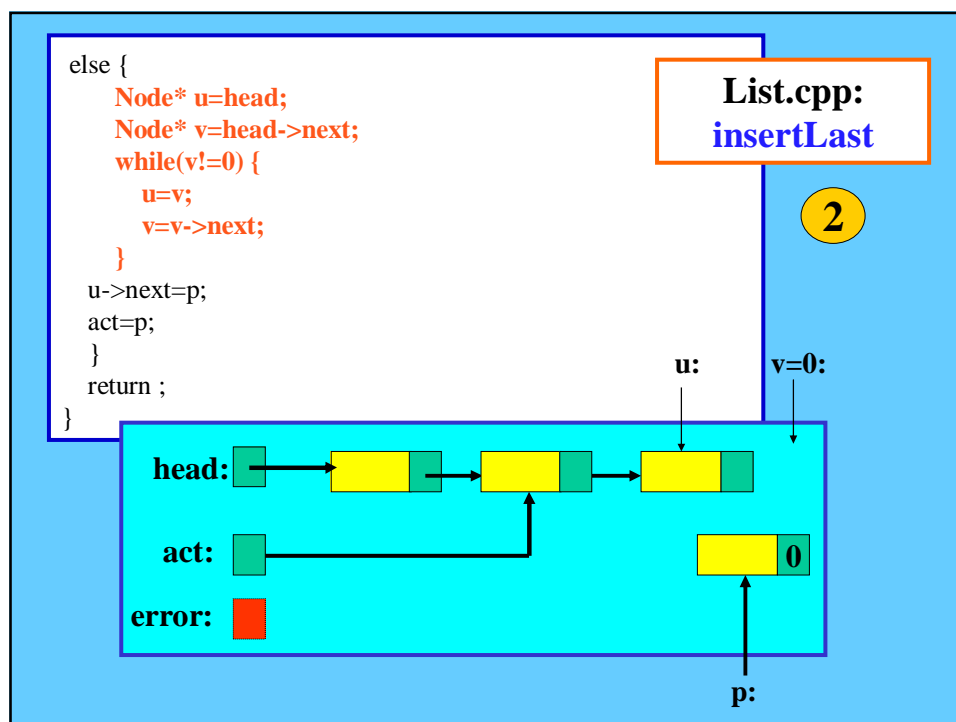 else {
Node* u=head;
Node* v=head->next;
while(v!=0) {
u=v;
v=v->next;
}
u->next=p;
act=p;
}
return ;
}
List.cpp:
insertLast
2
u:
v=0:
head:
act:
0
error:
p: